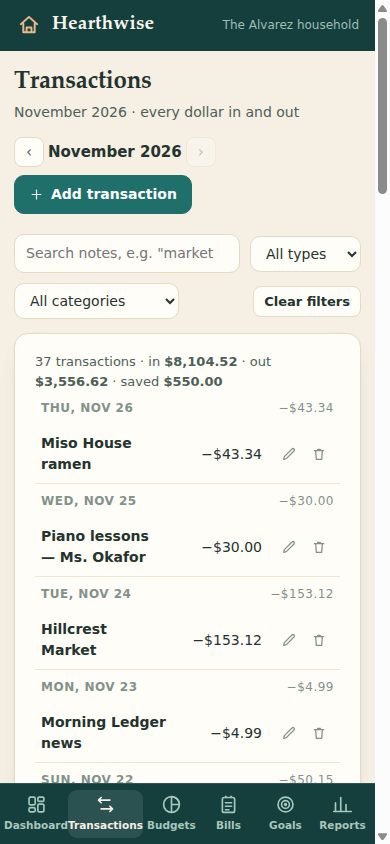 Hearthwise
The Alvarez household
Transactions
November 2026 · every dollar in and out
‹ November 2026 ›
+ Add transaction
Search notes, e.g. "market
All types
All categories
Clear filters
37 transactions · in $8,104.52 · out
$3,556.62 · saved $550.00
THU, NOV 26 −$43.34
Miso House
ramen
−$43.34
WED, NOV 25 −$30.00
Piano lessons
— Ms. Okafor
−$30.00
TUE, NOV 24 −$153.12
Hillcrest
Market
−$153.12
MON, NOV 23 −$4.99
Morning Ledger
news
−$4.99
SUN, NOV 22 −$50.15
Dashboard
Transactions
Budgets
Bills
Goals
Reports